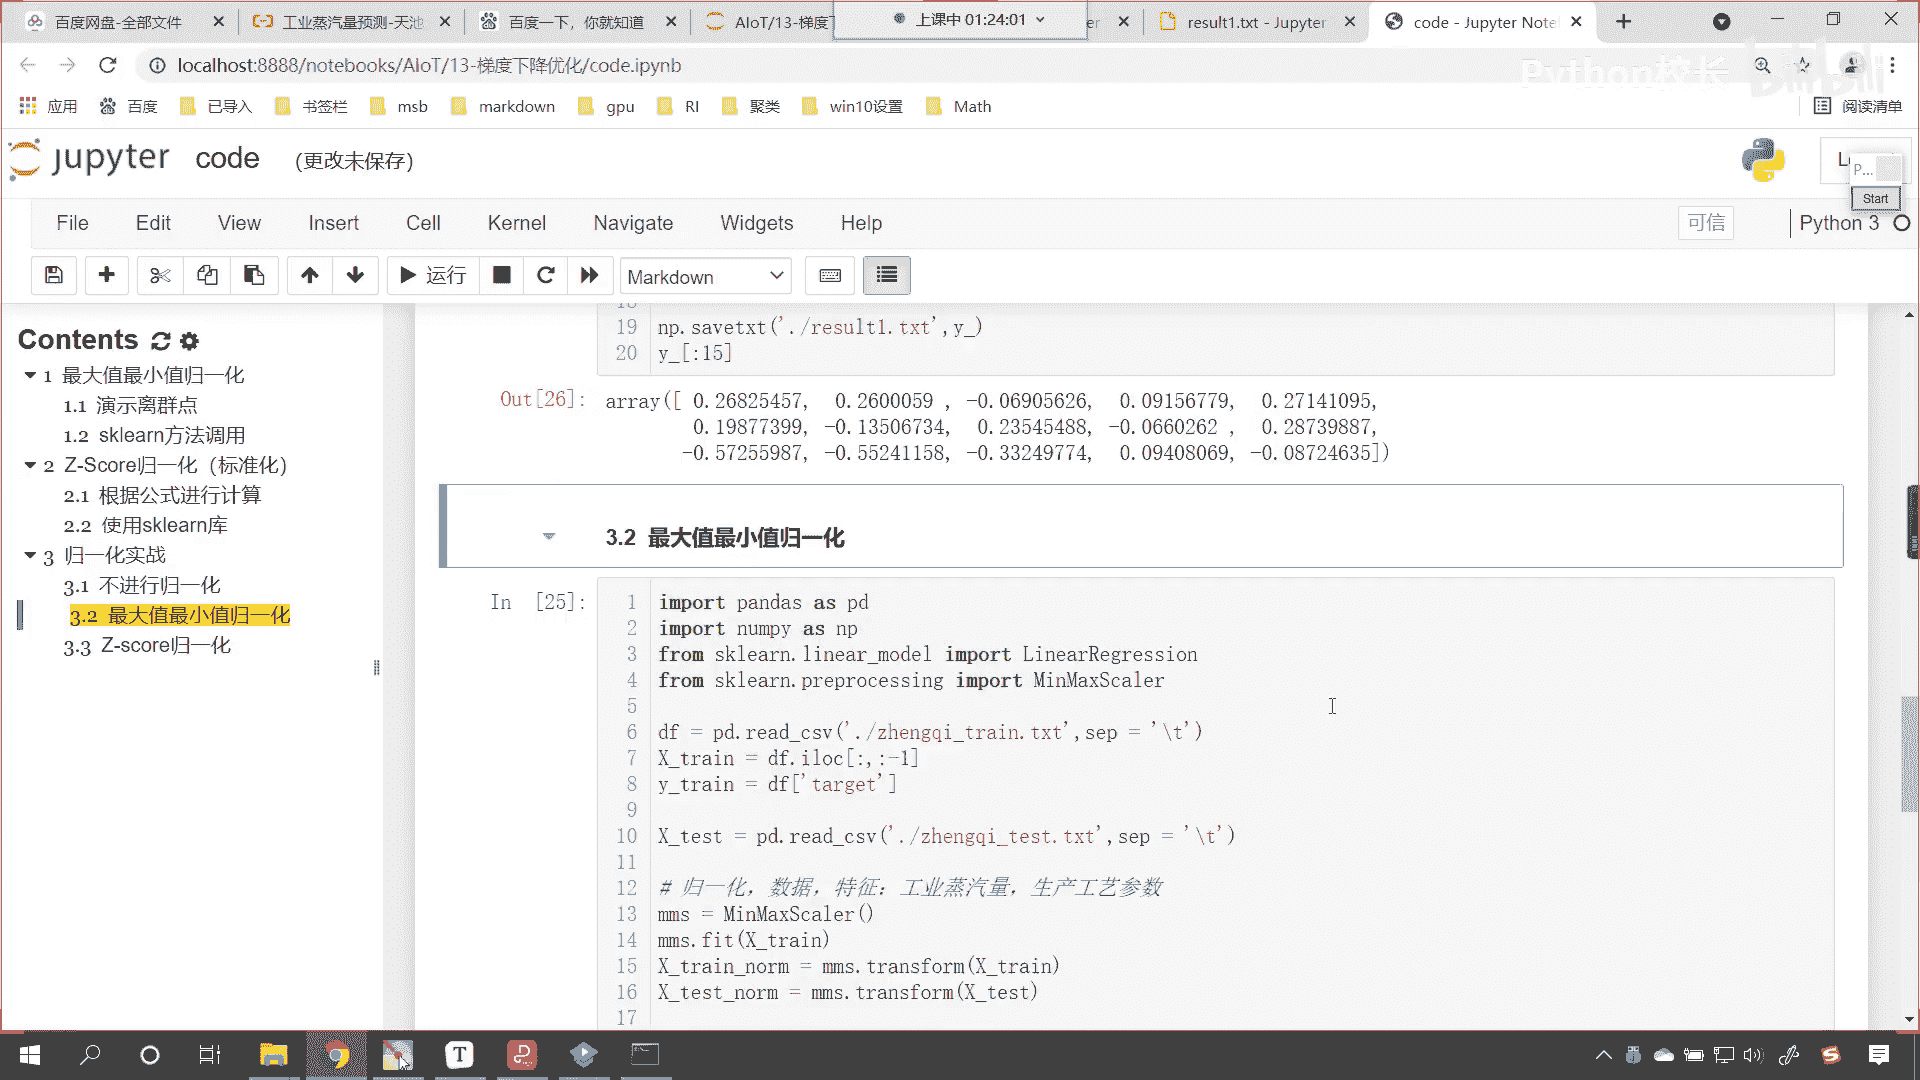 百度网盘-全部文件
工业蒸汽量预测-天池
百度一下，你就知道
AIoT/13-梯度下
上课中 01:24:01
er
result1.txt - Jupyter
code - Jupyter Note
localhost:8888/notebooks/AIoT/13-梯度下降优化/code.ipynb
Python校长
bilibili
应用
百度
已导入
书签栏
msb
markdown
gpu
RI
聚类
win10设置
Math
阅读清单
jupyter code (更改未保存)
P...
Start
File Edit View Insert Cell Kernel Navigate Widgets Help
可信
Python 3
运行
Markdown
Contents
1 最大值最小值归一化
1.1 演示离群点
1.2 sklearn方法调用
2 Z-Score归一化（标准化）
2.1 根据公式进行计算
2.2 使用sklearn库
3 归一化实战
3.1 不进行归一化
3.2 最大值最小值归一化
3.3 Z-score归一化
18
19 np.savetxt('./result1.txt',y_)
20 y_[:15]
Out[26]: array([ 0.26825457,  0.2600059 , -0.06905626,  0.09156779,  0.27141095,
0.19877399, -0.13506734,  0.23545488, -0.0660262 ,  0.28739887,
-0.57255987, -0.55241158, -0.33249774,  0.09408069, -0.08724635])
3.2 最大值最小值归一化
In [25]:
1 import pandas as pd
2 import numpy as np
3 from sklearn.linear_model import LinearRegression
4 from sklearn.preprocessing import MinMaxScaler
5
6 df = pd.read_csv('./zhengqi_train.txt',sep = '\t')
7 X_train = df.iloc[:,:-1]
8 y_train = df['target']
9
10 X_test = pd.read_csv('./zhengqi_test.txt',sep = '\t')
11
12 # 归一化，数据，特征：工业蒸汽量，生产工艺参数
13 mms = MinMaxScaler()
14 mms.fit(X_train)
15 X_train_norm = mms.transform(X_train)
16 X_test_norm = mms.transform(X_test)
17